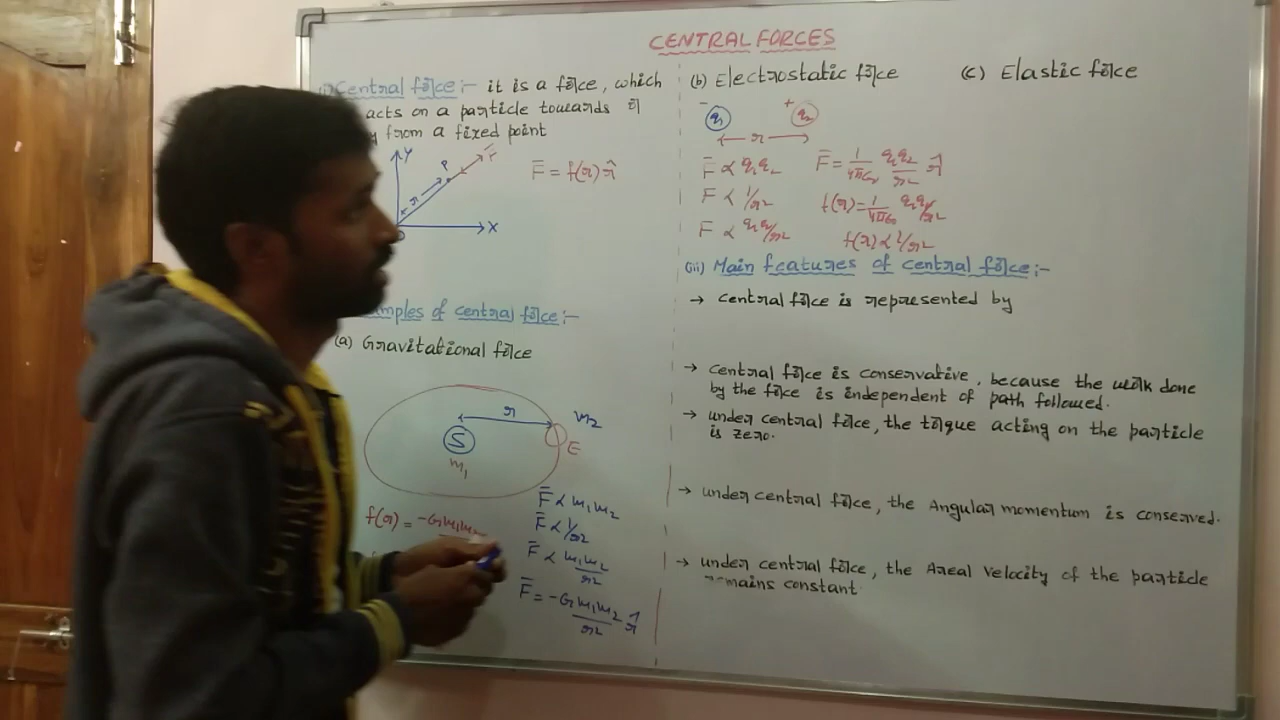 CENTRAL FORCES
(i) Central force :- it is a force, which
acts on a particle towards or
from a fixed point
Y
P
r̂
r
X
F̄ = f(r) r̂
of central force :-
(a) Gravitational force
r
S
m₁
m₂
E
f(r) = -Gm₁m₂
F̄ ∝ m₁m₂
F̄ ∝ 1/r²
F̄ ∝ m₁m₂/r²
F̄ = -Gm₁m₂/r² r̂
(b) Electrostatic force
- +
q₁ q₂
r
F̄ ∝ q₁q₂
F ∝ 1/r²
F ∝ q₁q₂/r²
F̄ = 1/4πϵ₀ q₁q₂/r² r̂
f(r) = 1/4πϵ₀ q₁q₂/r²
f(r) ∝ 1/r²
(c) Elastic force
(iii) Main features of central force :-
→ central force is represented by
→ central force is conservative, because the work done
by the force is independent of path followed.
→ under central force, the torque acting on the particle
is zero.
→ under central force, the Angular momentum is conserved.
→ under central force, the Areal velocity of the particle
remains constant